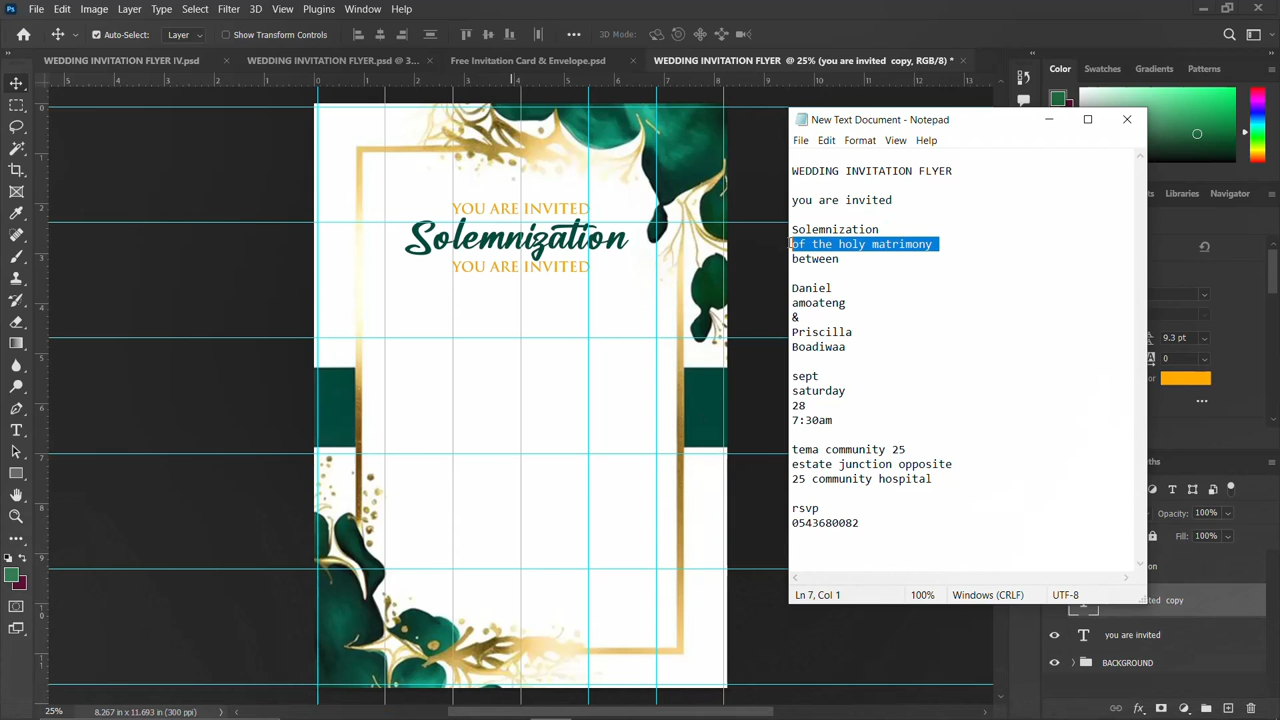 Ps File Edit Image Layer Type Select Filter 3D View Plugins Window Help
Auto-Select: Layer Show Transform Controls 3D Mode:
WEDDING INVITATION FLYER IV.psd × WEDDING INVITATION FLYER.psd @ 3... × Free Invitation Card & Envelope.psd × WEDDING INVITATION FLYER @ 25% (you are invited copy, RGB/8) * ×
Color Swatches Gradients Patterns
Libraries Navigator
9.3 pt
0
Opacity: 100%
Fill: 100%
you are invited
BACKGROUND
YOU ARE INVITED
Solemnization
YOU ARE INVITED
New Text Document - Notepad
File Edit Format View Help
WEDDING INVITATION FLYER
you are invited
Solemnization
of the holy matrimony
between
Daniel
amoateng
&
Priscilla
Boadiwaa
sept
saturday
28
7:30am
tema community 25
estate junction opposite
25 community hospital
rsvp
0543680082
Ln 7, Col 1 100% Windows (CRLF) UTF-8
25% 8.267 in x 11.693 in (300 ppi)